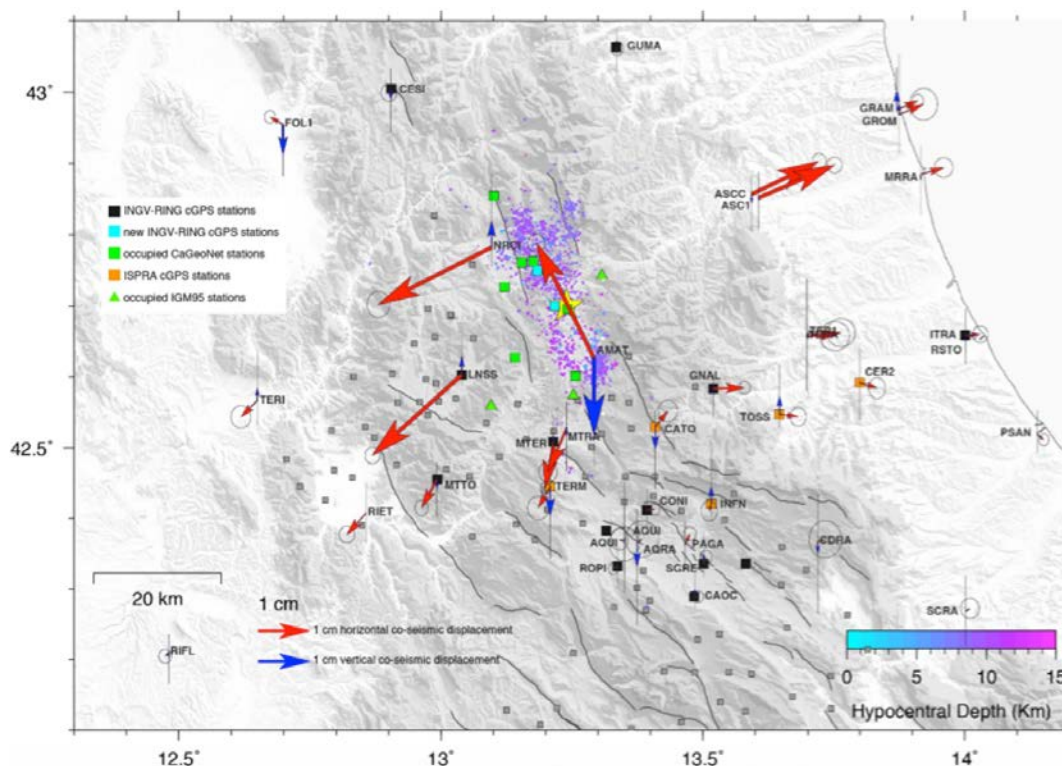 GUMA
43°
CESI
GRAM
GROM
FOL1
MRRA
ASCC
ASC1
INGV-RING cGPS stations
new INGV-RING cGPS stations
occupied CaGeoNet stations
ISPRA cGPS stations
occupied IGM95 stations
NRCI
ITRA
RSTO
AMAT
LNSS
GNAL
CER2
TERI
TOSS
CATO
PSAN
42.5°
MTER
MTRA
MTTO
TERM
RIET
CONI
INFN
AQUI
AQUI
AQRA
PAGA
CDRA
ROPI
SGRE
20 km
1 cm
CAOC
SCRA
1 cm horizontal co-seismic displacement
RIFL
1 cm vertical co-seismic displacement
0 5 10 15
Hypocentral Depth (Km)
12.5° 13° 13.5° 14°